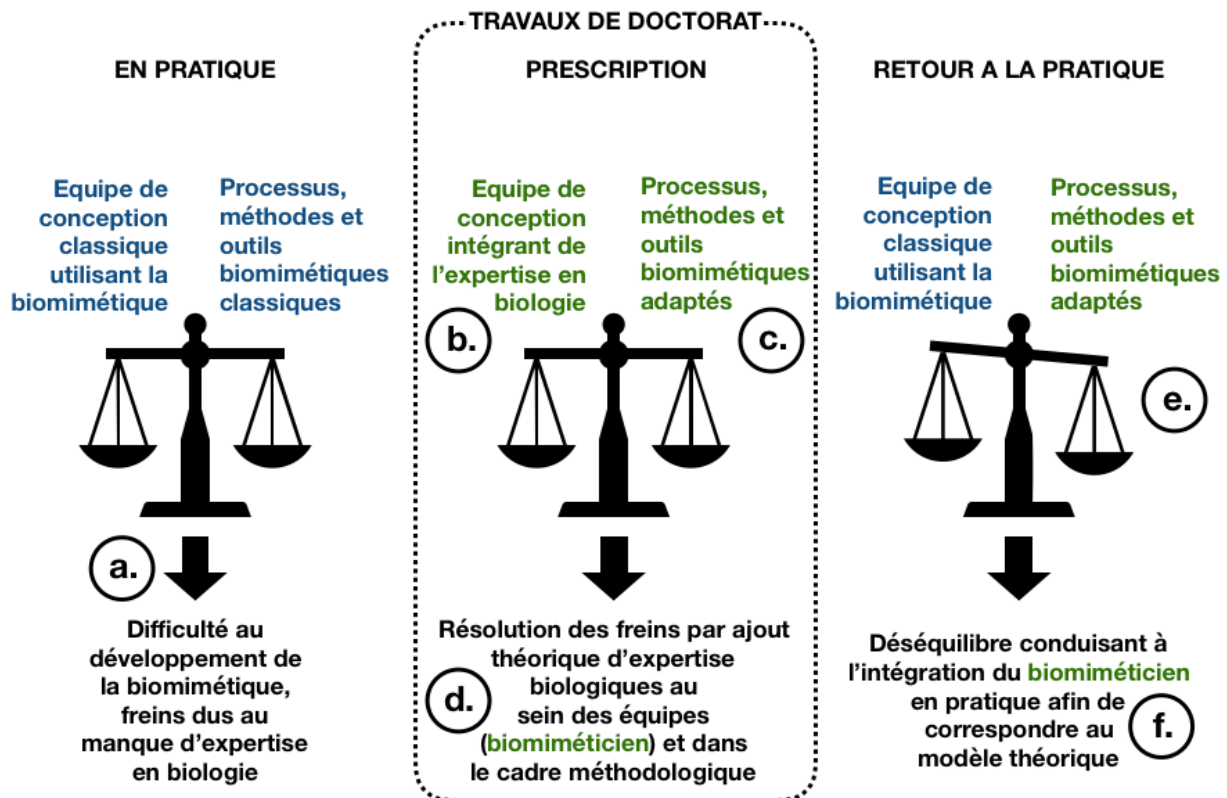 TRAVAUX DE DOCTORAT
EN PRATIQUE
PRESCRIPTION
RETOUR A LA PRATIQUE
Equipe de
conception
classique
utilisant la
biomimétique
Processus,
méthodes et
outils
biomimétiques
classiques
Equipe de
conception
intégrant de
l'expertise en
biologie
Processus,
méthodes et
outils
biomimétiques
adaptés
Equipe de
conception
classique
utilisant la
biomimétique
Processus,
méthodes et
outils
biomimétiques
adaptés
b.
c.
e.
a.
Difficulté au
développement de
la biomimétique,
freins dus au
manque d'expertise
en biologie
Résolution des freins par ajout
théorique d'expertise
biologiques au
sein des équipes
(biomiméticien) et dans
le cadre méthodologique
d.
Déséquilibre conduisant à
l'intégration du biomiméticien
en pratique afin de
correspondre au
modèle théorique
f.